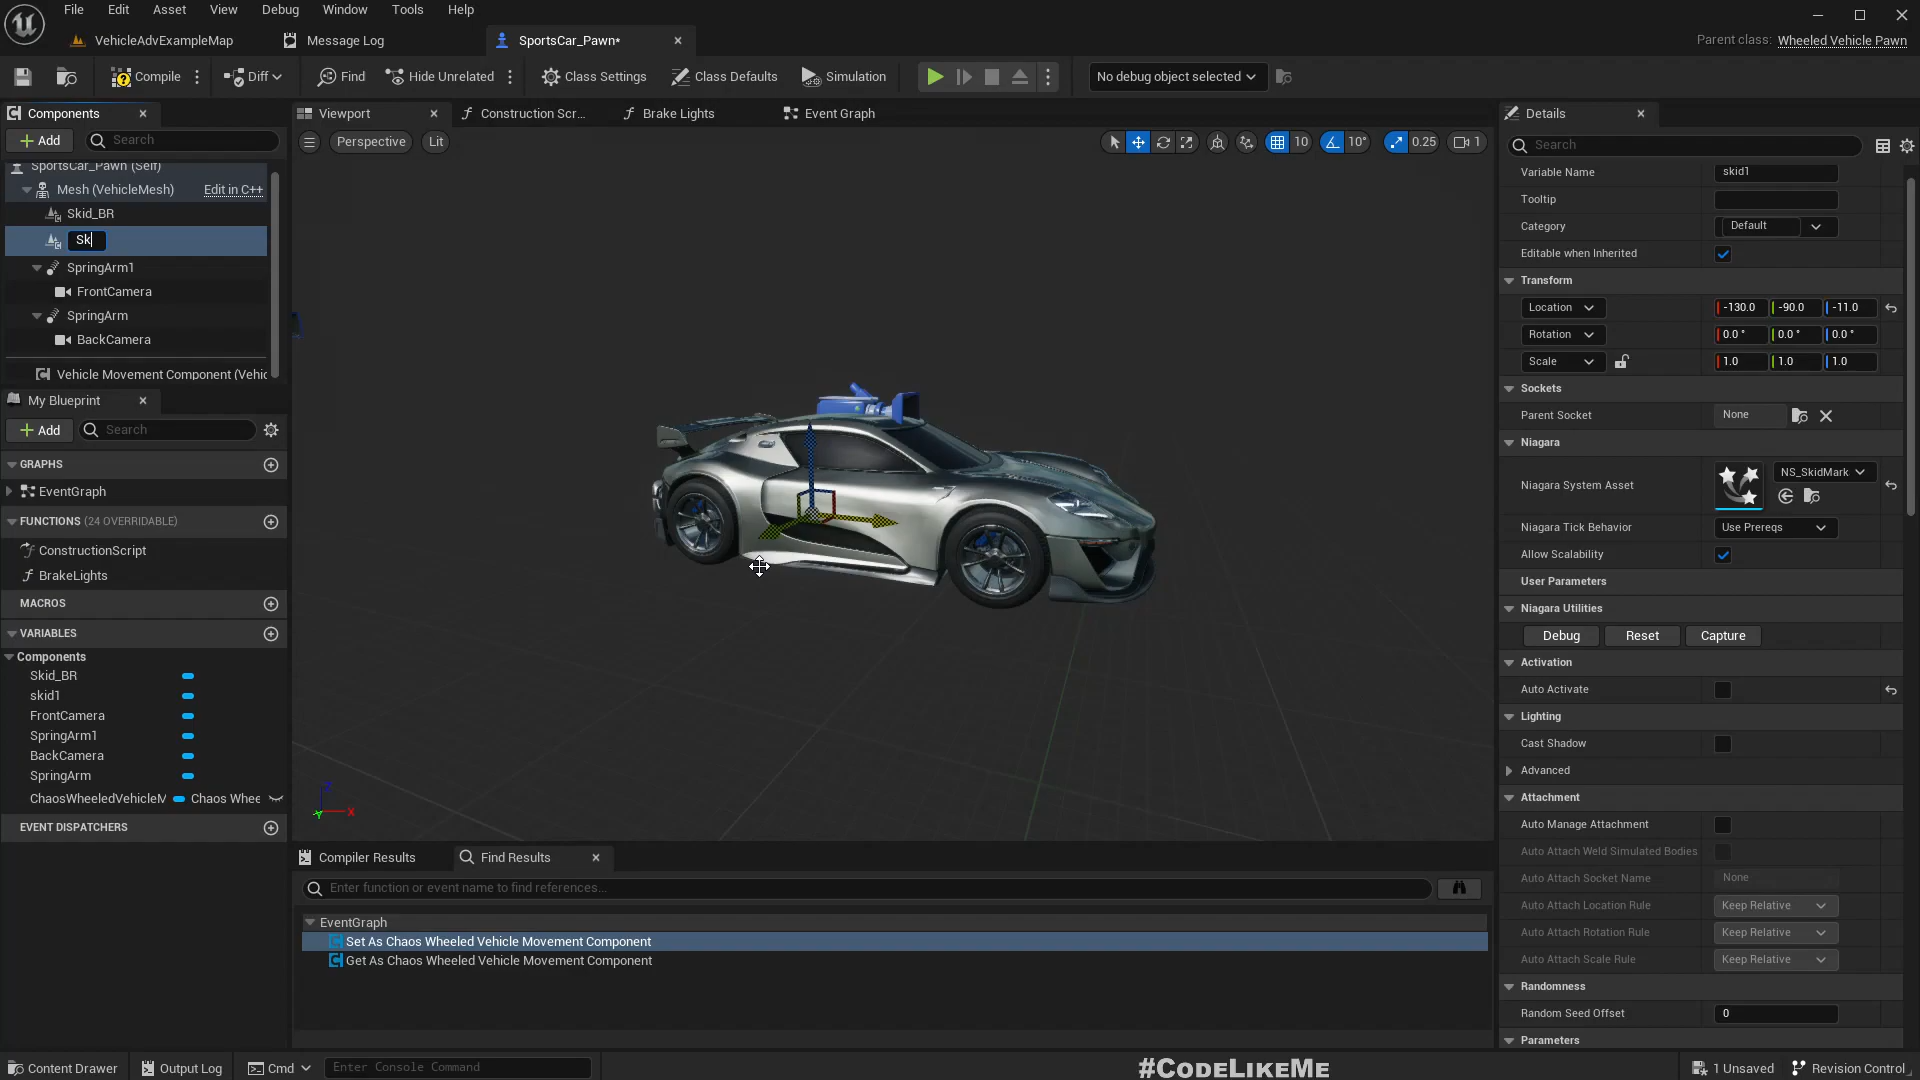 File Edit Asset View Debug Window Tools Help
VehicleAdvExampleMap Message Log SportsCar_Pawn*
Parent class: Wheeled Vehicle Pawn
Compile Diff Find Hide Unrelated Class Settings Class Defaults Simulation No debug object selected
Components
Add Search
SportsCar_Pawn (Self)
Mesh (VehicleMesh) Edit in C++
Skid_BR
Sk
SpringArm1
FrontCamera
SpringArm
BackCamera
Vehicle Movement Component (Vehic
My Blueprint
Add Search
GRAPHS
EventGraph
FUNCTIONS (24 OVERRIDABLE)
ConstructionScript
BrakeLights
MACROS
VARIABLES
Components
Skid_BR
skid1
FrontCamera
SpringArm1
BackCamera
SpringArm
ChaosWheeledVehicleM Chaos Whee
EVENT DISPATCHERS
Viewport Construction Scr... Brake Lights Event Graph
Perspective Lit 10 10° 0.25 1
Z
X
Y
Compiler Results Find Results
Enter function or event name to find references...
EventGraph
Set As Chaos Wheeled Vehicle Movement Component
Get As Chaos Wheeled Vehicle Movement Component
Details
Search
Variable Name skid1
Tooltip
Category Default
Editable when Inherited
Transform
Location -130.0 -90.0 -11.0
Rotation 0.0 ° 0.0 ° 0.0 °
Scale 1.0 1.0 1.0
Sockets
Parent Socket None
Niagara
Niagara System Asset NS_SkidMark
Niagara Tick Behavior Use Prereqs
Allow Scalability
User Parameters
Niagara Utilities
Debug Reset Capture
Activation
Auto Activate
Lighting
Cast Shadow
Advanced
Attachment
Auto Manage Attachment
Auto Attach Weld Simulated Bodies
Auto Attach Socket Name None
Auto Attach Location Rule Keep Relative
Auto Attach Rotation Rule Keep Relative
Auto Attach Scale Rule Keep Relative
Randomness
Random Seed Offset 0
Parameters
Content Drawer Output Log Cmd Enter Console Command #CodeLikeMe 1 Unsaved Revision Control